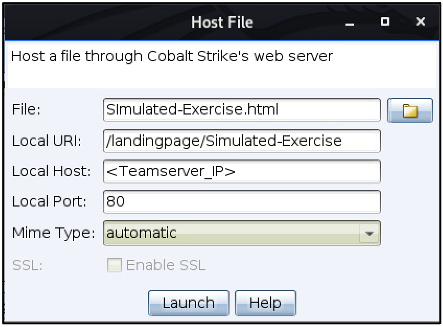 Host File
Host a file through Cobalt Strike's web server
File: SImulated-Exercise.html
Local URI: /landingpage/Simulated-Exercise
Local Host: <Teamserver_IP>
Local Port: 80
Mime Type: automatic
SSL: Enable SSL
Launch Help